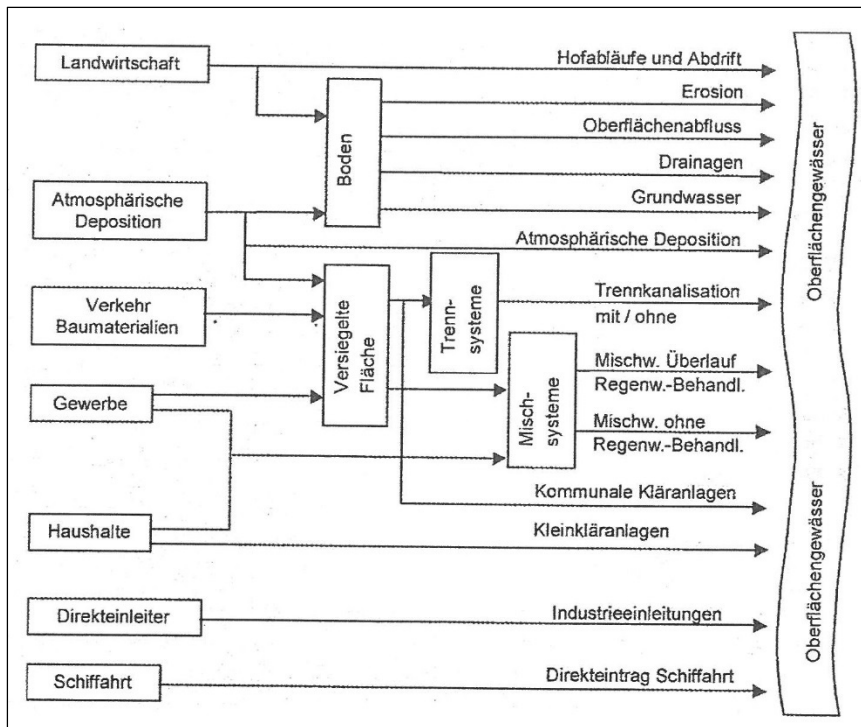 Landwirtschaft
Hofabläufe und Abdrift
Erosion
Oberflächenabfluss
Drainagen
Grundwasser
Boden
Atmosphärische
Deposition
Atmosphärische Deposition
Verkehr
Baumaterialien
Versiegelte
Fläche
Trenn-
systeme
Trennkanalisation
mit / ohne
Gewerbe
Misch-
systeme
Mischw. Überlauf
Regenw.-Behandl.
Mischw. ohne
Regenw.-Behandl.
Kommunale Kläranlagen
Haushalte
Kleinkläranlagen
Direkteinleiter
Industrieeinleitungen
Schiffahrt
Direkteintrag Schiffahrt
Oberflächengewässer
Oberflächengewässer